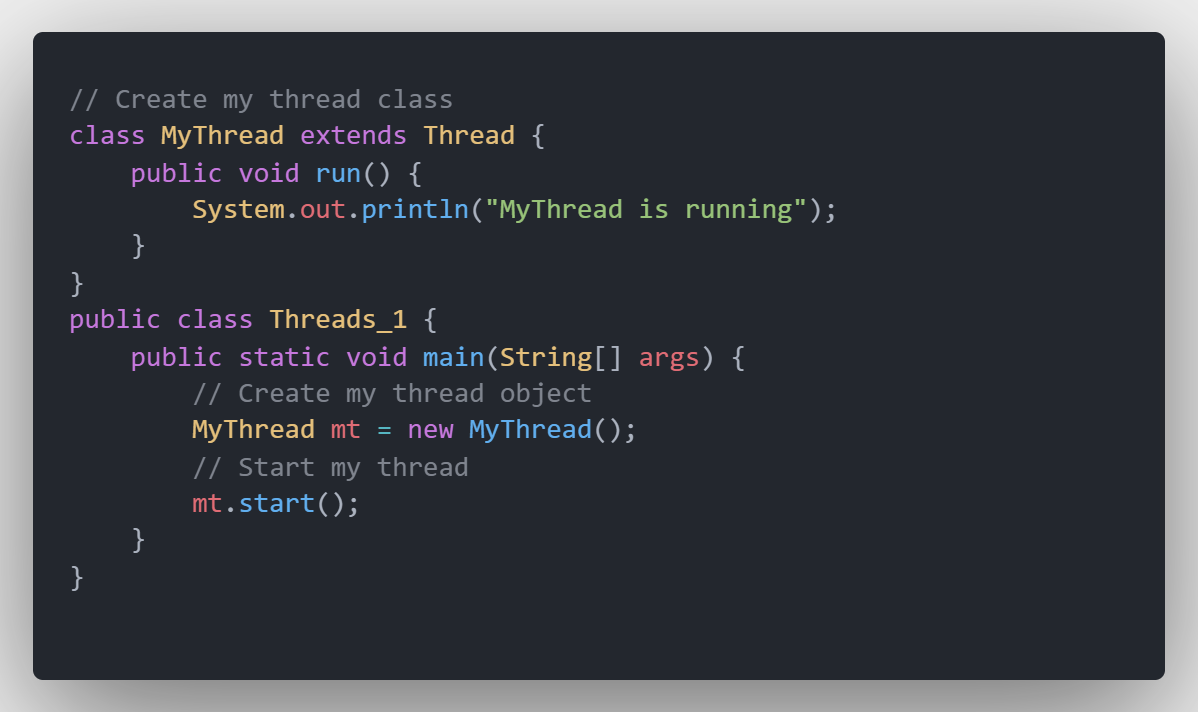 // Create my thread class
class MyThread extends Thread {
    public void run() {
        System.out.println("MyThread is running");
    }
}
public class Threads_1 {
    public static void main(String[] args) {
        // Create my thread object
        MyThread mt = new MyThread();
        // Start my thread
        mt.start();
    }
}